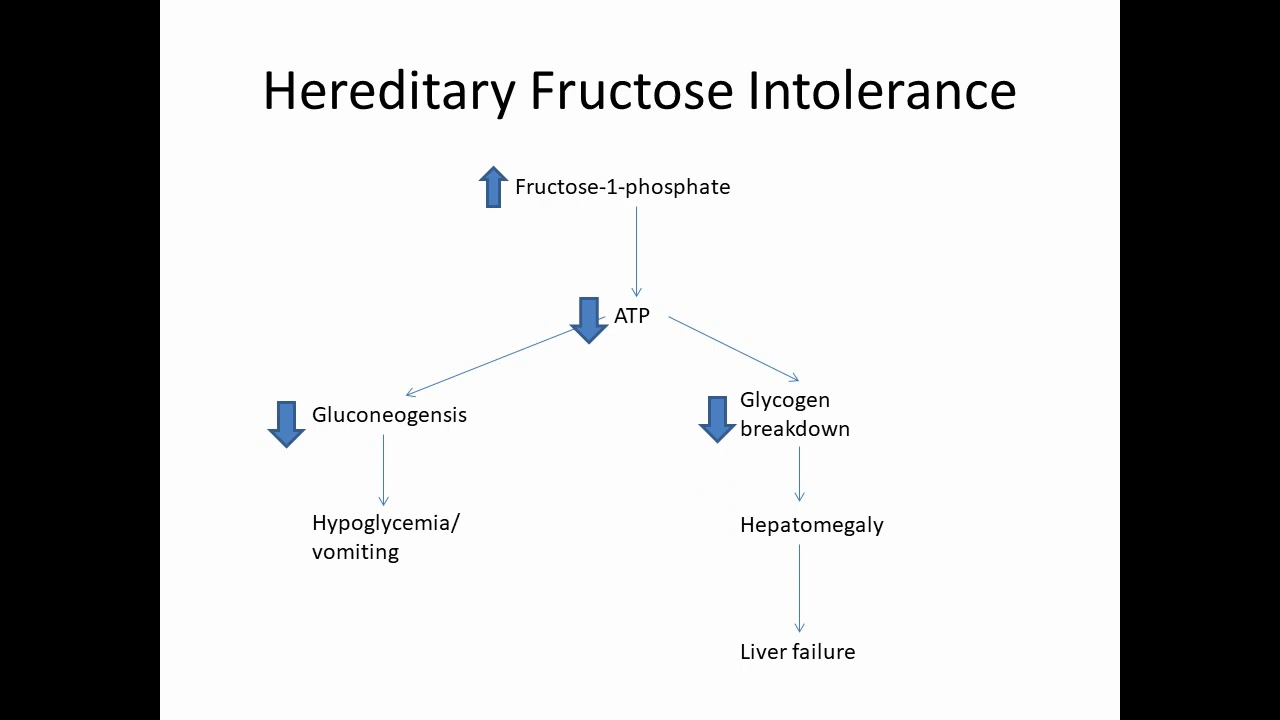 Hereditary Fructose Intolerance
Fructose-1-phosphate
ATP
Gluconeogensis
Glycogen
breakdown
Hypoglycemia/
vomiting
Hepatomegaly
Liver failure